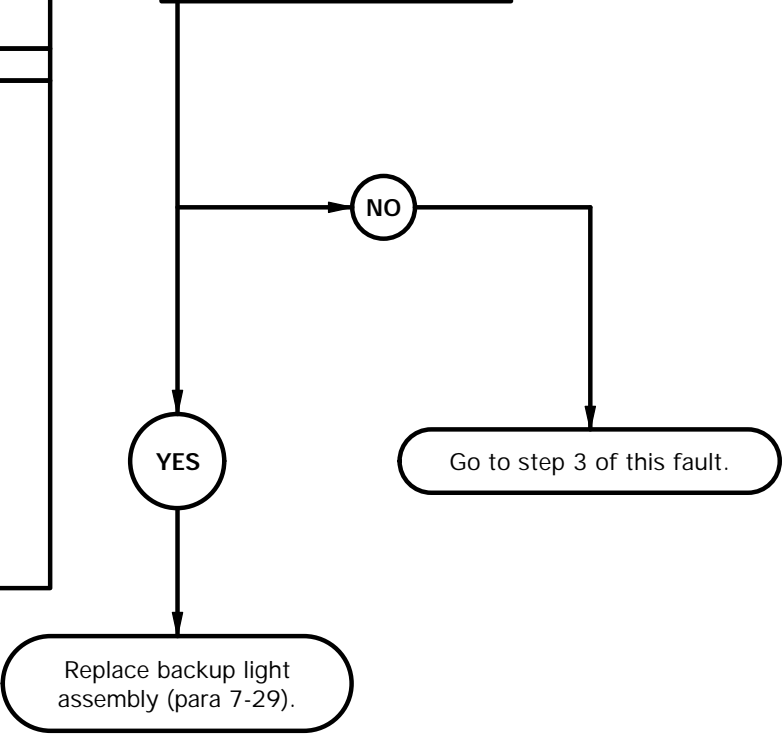 NO
YES
Go to step 3 of this fault.
Replace backup light
assembly (para 7-29).